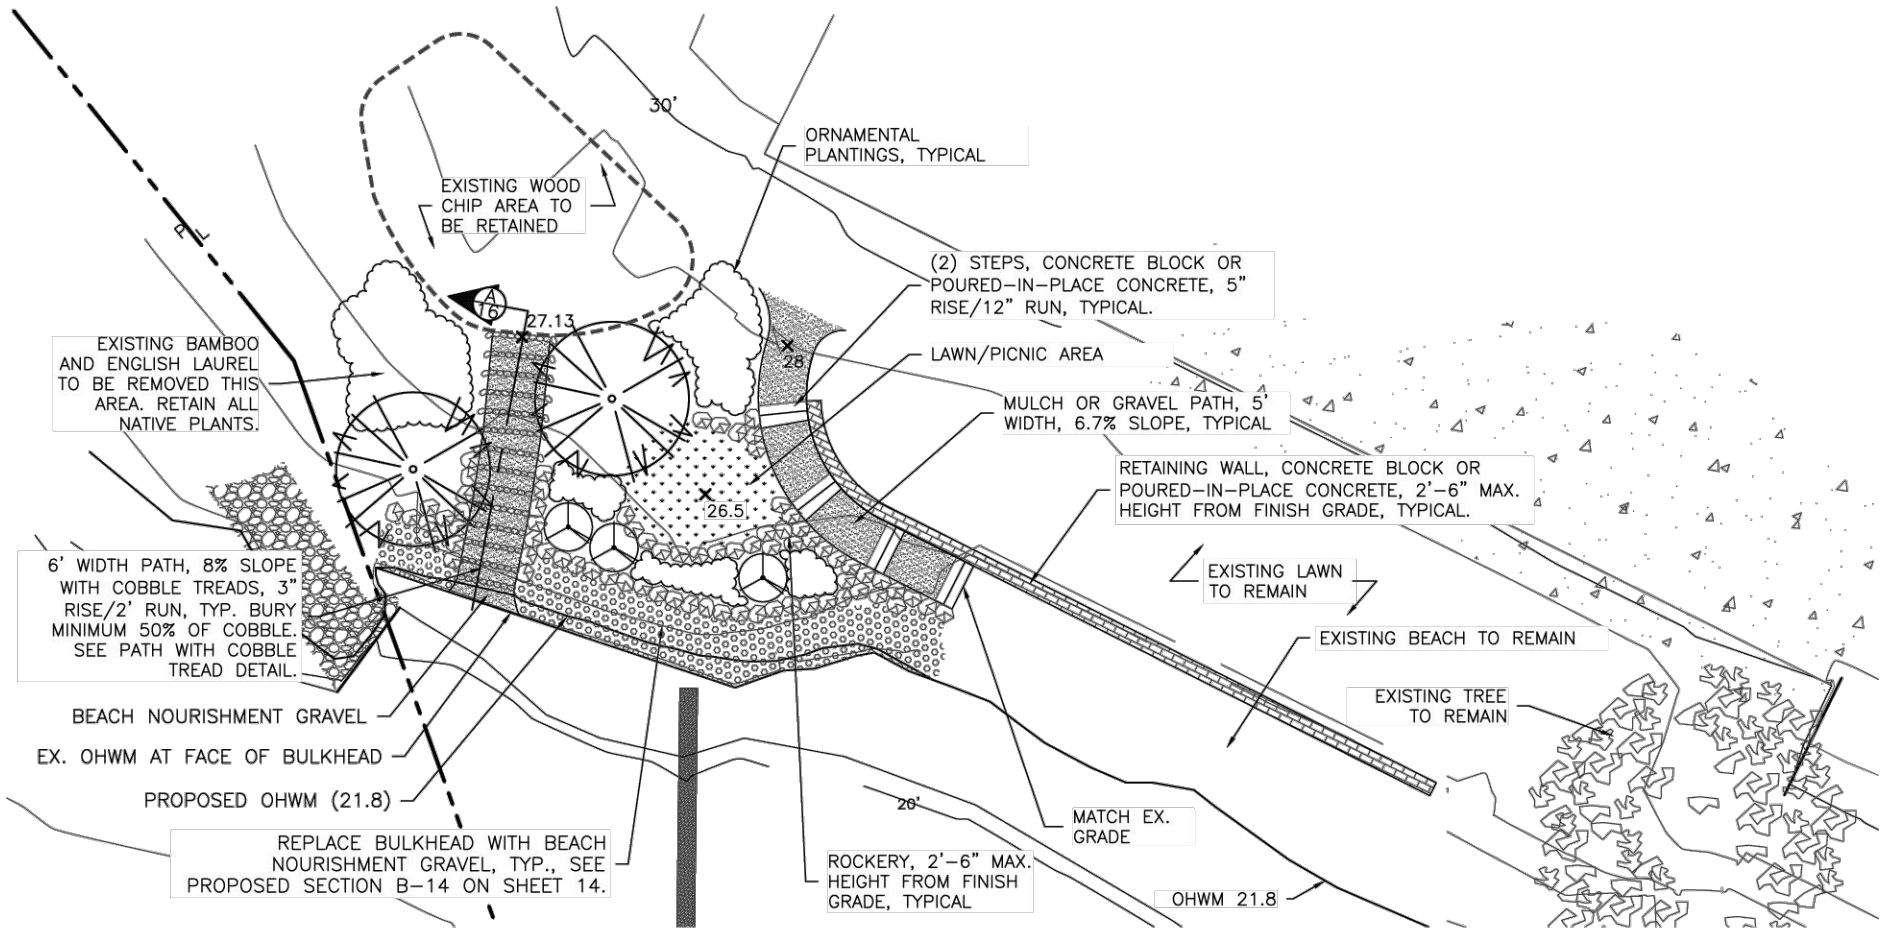 30'
ORNAMENTAL
PLANTINGS, TYPICAL
EXISTING WOOD
CHIP AREA TO
BE RETAINED
P L
(2) STEPS, CONCRETE BLOCK OR
POURED-IN-PLACE CONCRETE, 5"
RISE/12" RUN, TYPICAL.
A
16
27.13
28
EXISTING BAMBOO
AND ENGLISH LAUREL
TO BE REMOVED THIS
AREA. RETAIN ALL
NATIVE PLANTS.
LAWN/PICNIC AREA
MULCH OR GRAVEL PATH, 5'
WIDTH, 6.7% SLOPE, TYPICAL
RETAINING WALL, CONCRETE BLOCK OR
POURED-IN-PLACE CONCRETE, 2'-6" MAX.
HEIGHT FROM FINISH GRADE, TYPICAL.
26.5
6' WIDTH PATH, 8% SLOPE
WITH COBBLE TREADS, 3"
RISE/2' RUN, TYP. BURY
MINIMUM 50% OF COBBLE.
SEE PATH WITH COBBLE
TREAD DETAIL.
EXISTING LAWN
TO REMAIN
EXISTING BEACH TO REMAIN
EXISTING TREE
TO REMAIN
BEACH NOURISHMENT GRAVEL
EX. OHWM AT FACE OF BULKHEAD
PROPOSED OHWM (21.8)
20'
MATCH EX.
GRADE
REPLACE BULKHEAD WITH BEACH
NOURISHMENT GRAVEL, TYP., SEE
PROPOSED SECTION B-14 ON SHEET 14.
ROCKERY, 2'-6" MAX.
HEIGHT FROM FINISH
GRADE, TYPICAL
OHWM 21.8